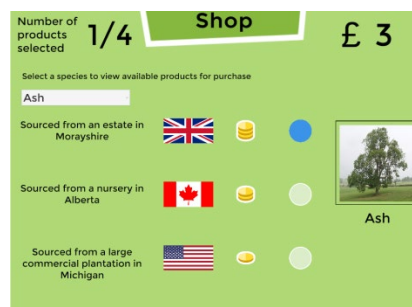 Number of
products
selected
1/4
Shop
£ 3
Select a species to view available products for purchase
Ash
Sourced from an estate in
Morayshire
Sourced from a nursery in
Alberta
Ash
Sourced from a large
commercial plantation in
Michigan